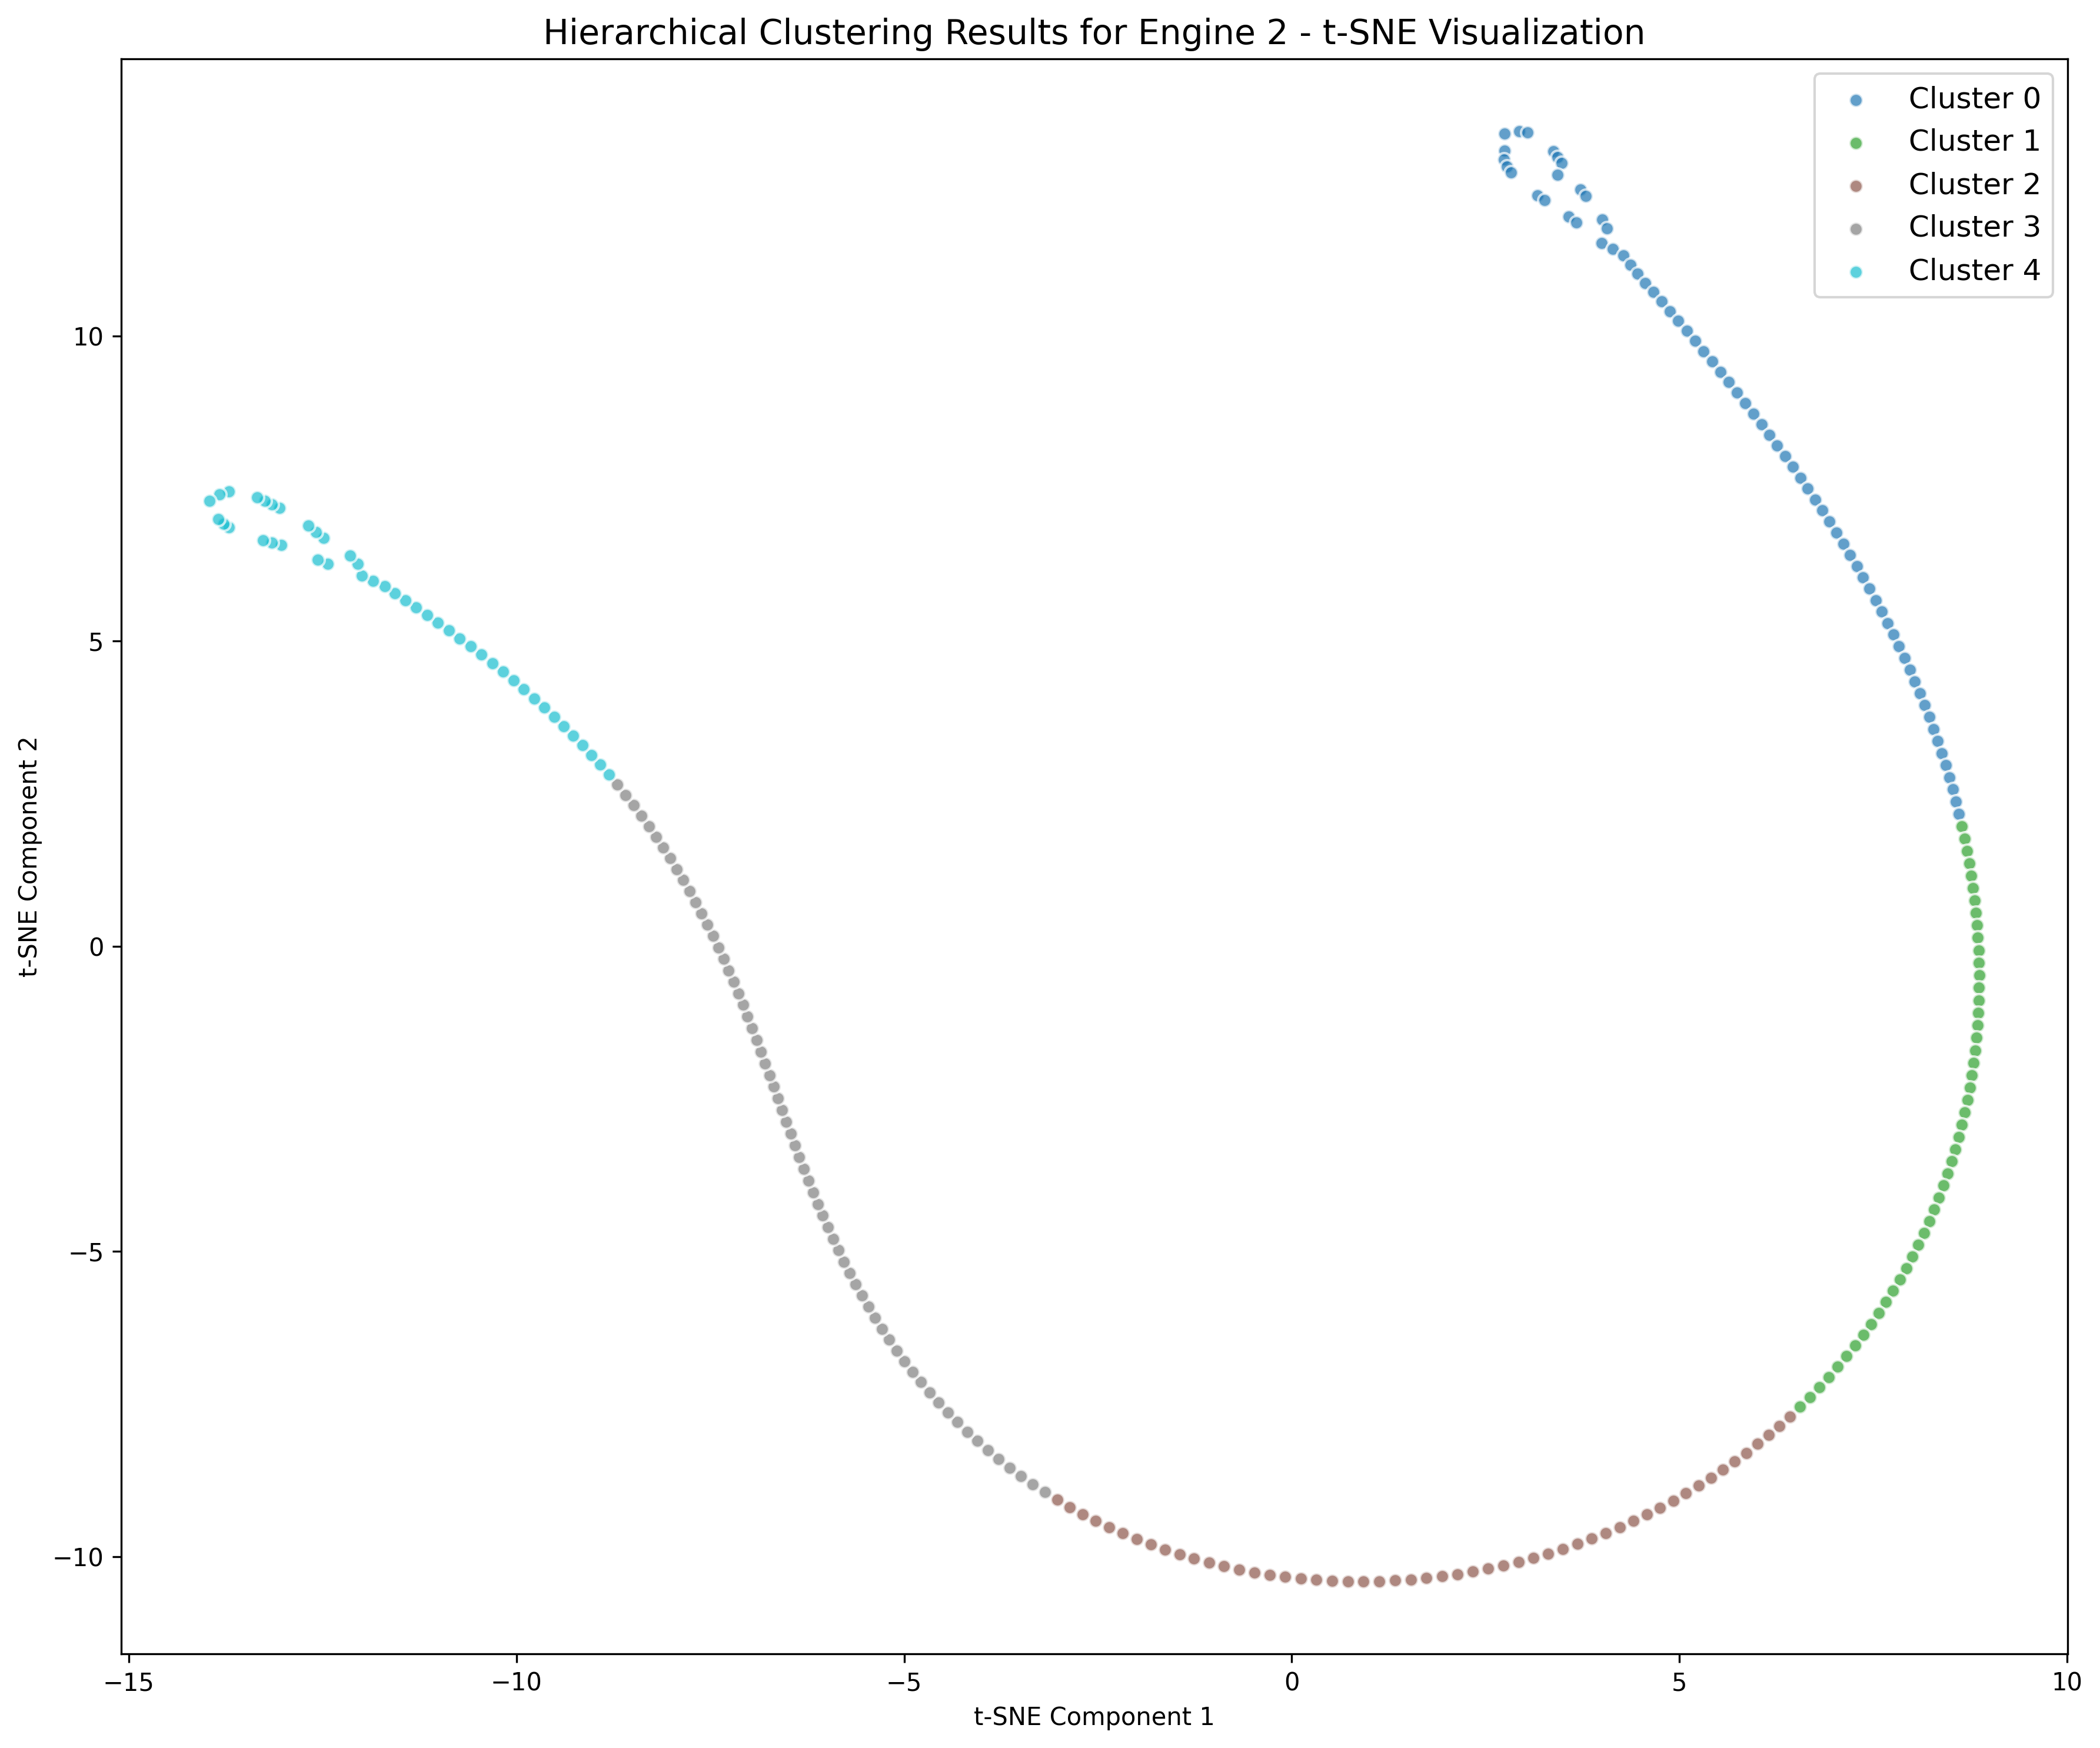 Hierarchical Clustering Results for Engine 2 - t-SNE Visualization
Cluster 0
Cluster 1
Cluster 2
Cluster 3
Cluster 4
10
5
0
−5
−10
t-SNE Component 2
−15
−10
−5
0
5
10
t-SNE Component 1